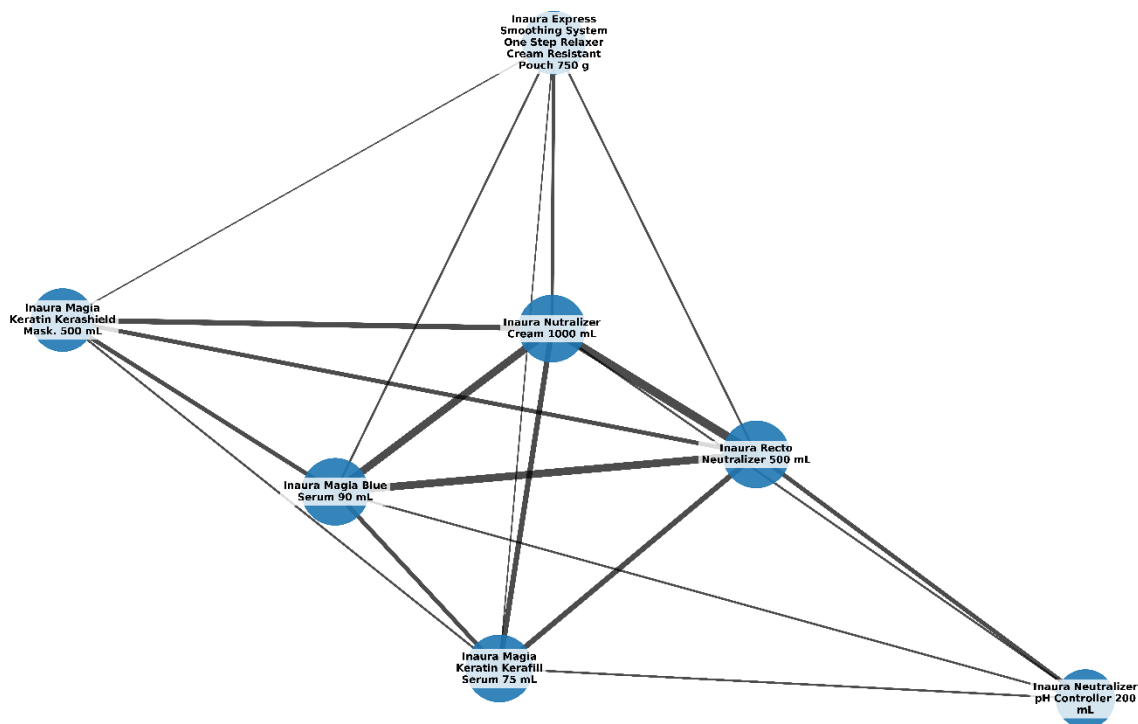 Inaura Express
Smoothing System
One Step Relaxer
Cream Resistant
Pouch 750 g
Inaura Magia
Keratin Kerashield
Mask. 500 mL
Inaura Nutralizer
Cream 1000 mL
Inaura Recto
Neutralizer 500 mL
Inaura Magia Blue
Serum 90 mL
Inaura Magia
Keratin Kerafill
Serum 75 mL
Inaura Neutralizer
pH Controller 200
mL